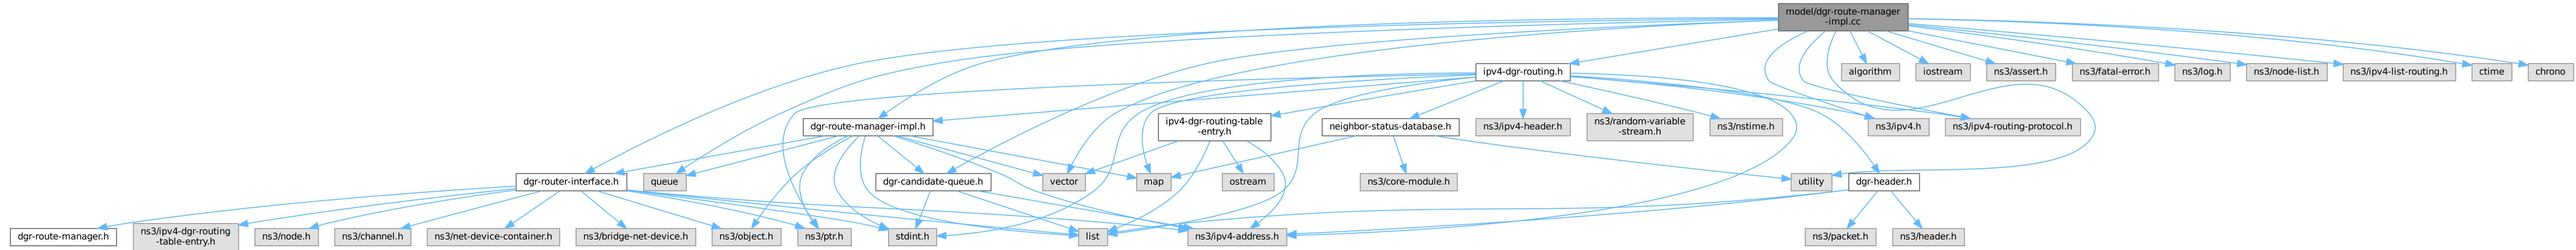 model/dgr-route-manager
-impl.cc
ipv4-dgr-routing.h
algorithm
iostream
ns3/assert.h
ns3/fatal-error.h
ns3/log.h
ns3/node-list.h
ns3/ipv4-list-routing.h
ctime
chrono
dgr-route-manager-impl.h
ipv4-dgr-routing-table
-entry.h
neighbor-status-database.h
ns3/ipv4-header.h
ns3/random-variable
-stream.h
ns3/nstime.h
ns3/ipv4.h
ns3/ipv4-routing-protocol.h
dgr-router-interface.h
queue
dgr-candidate-queue.h
vector
map
ostream
ns3/core-module.h
utility
dgr-header.h
dgr-route-manager.h
ns3/ipv4-dgr-routing
-table-entry.h
ns3/node.h
ns3/channel.h
ns3/net-device-container.h
ns3/bridge-net-device.h
ns3/object.h
ns3/ptr.h
stdint.h
list
ns3/ipv4-address.h
ns3/packet.h
ns3/header.h